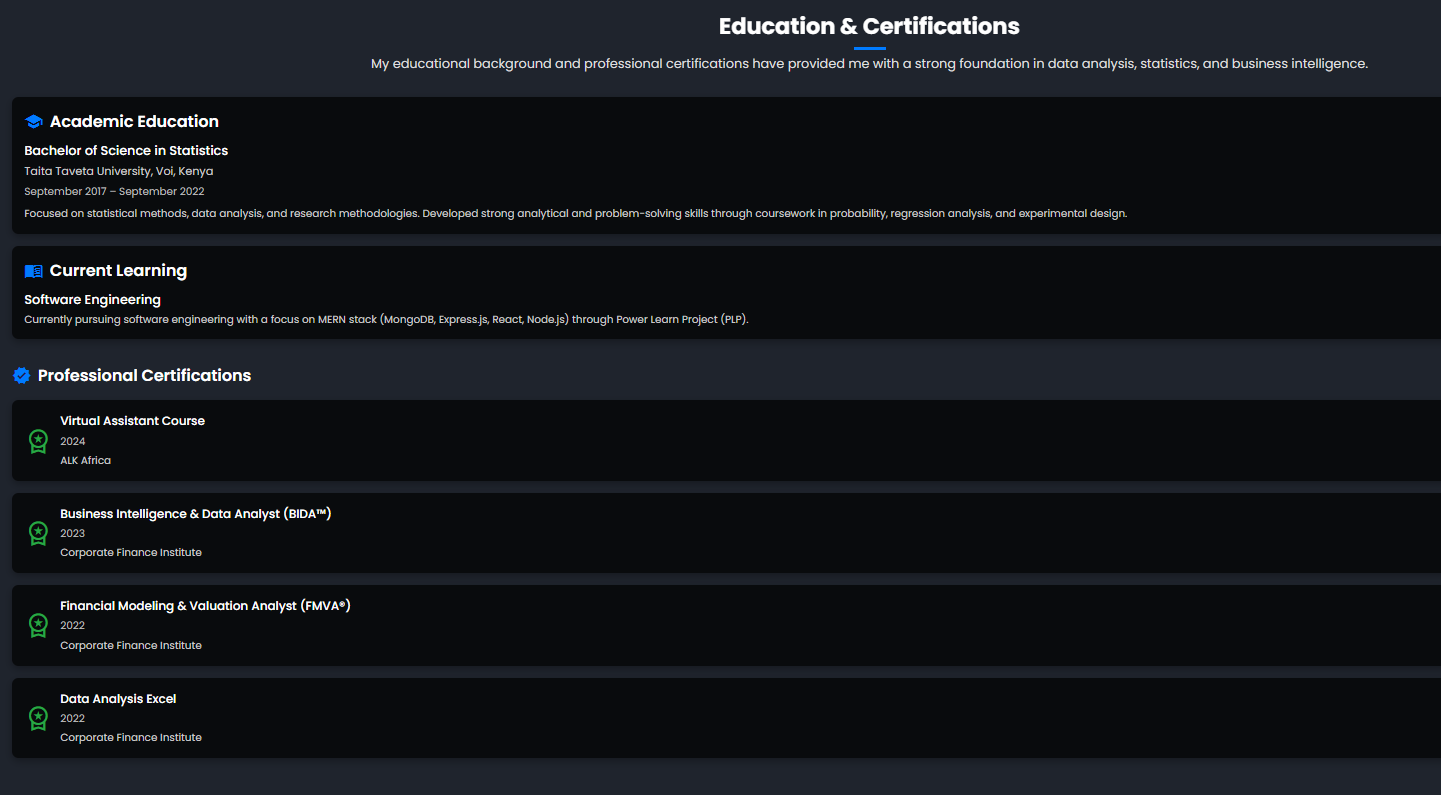 Education & Certifications
My educational background and professional certifications have provided me with a strong foundation in data analysis, statistics, and business intelligence.
Academic Education
Bachelor of Science in Statistics
Taita Taveta University, Voi, Kenya
September 2017 – September 2022
Focused on statistical methods, data analysis, and research methodologies. Developed strong analytical and problem-solving skills through coursework in probability, regression analysis, and experimental design.
Current Learning
Software Engineering
Currently pursuing software engineering with a focus on MERN stack (MongoDB, Express.js, React, Node.js) through Power Learn Project (PLP).
Professional Certifications
Virtual Assistant Course
2024
ALK Africa
Business Intelligence & Data Analyst (BIDA™)
2023
Corporate Finance Institute
Financial Modeling & Valuation Analyst (FMVA®)
2022
Corporate Finance Institute
Data Analysis Excel
2022
Corporate Finance Institute